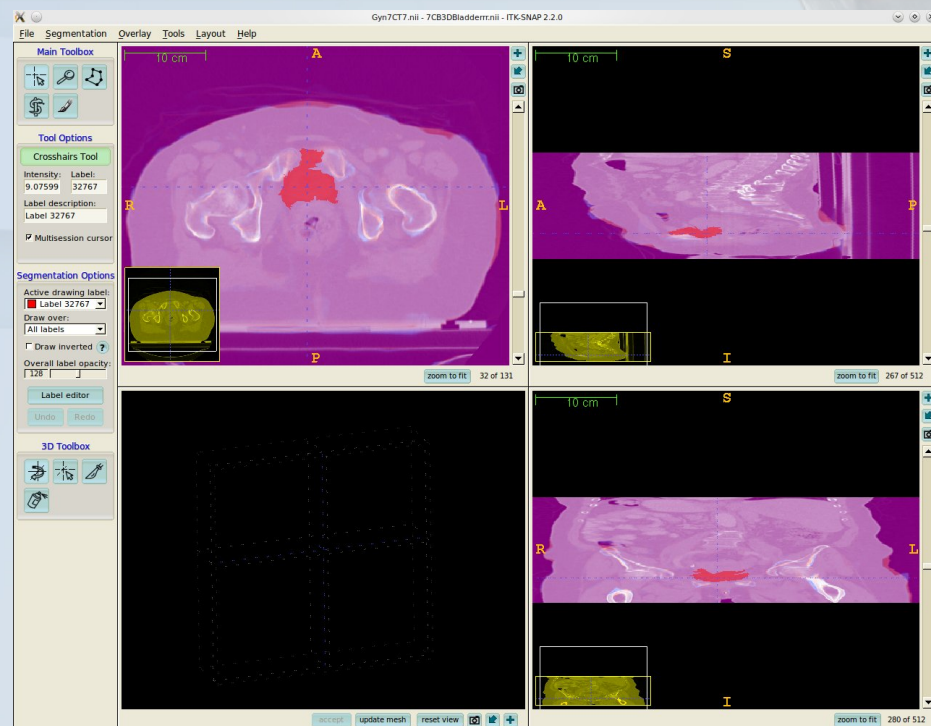 Gyn7CT7.nii - 7CB3DBladderrr.nii - ITK-SNAP 2.2.0
File Segmentation Overlay Tools Layout Help
Main Toolbox
Tool Options
Crosshairs Tool
Intensity: Label:
9.07599 32767
Label description:
Label 32767
Multisession cursor
Segmentation Options
Active drawing label:
Label 32767
Draw over:
All labels
Draw inverted ?
Overall label opacity:
128
Label editor
Undo Redo
3D Toolbox
10 cm
A
R
L
P
zoom to fit 32 of 131
10 cm
S
A
P
I
zoom to fit 267 of 512
accept update mesh reset view
10 cm
S
R
L
I
zoom to fit 280 of 512